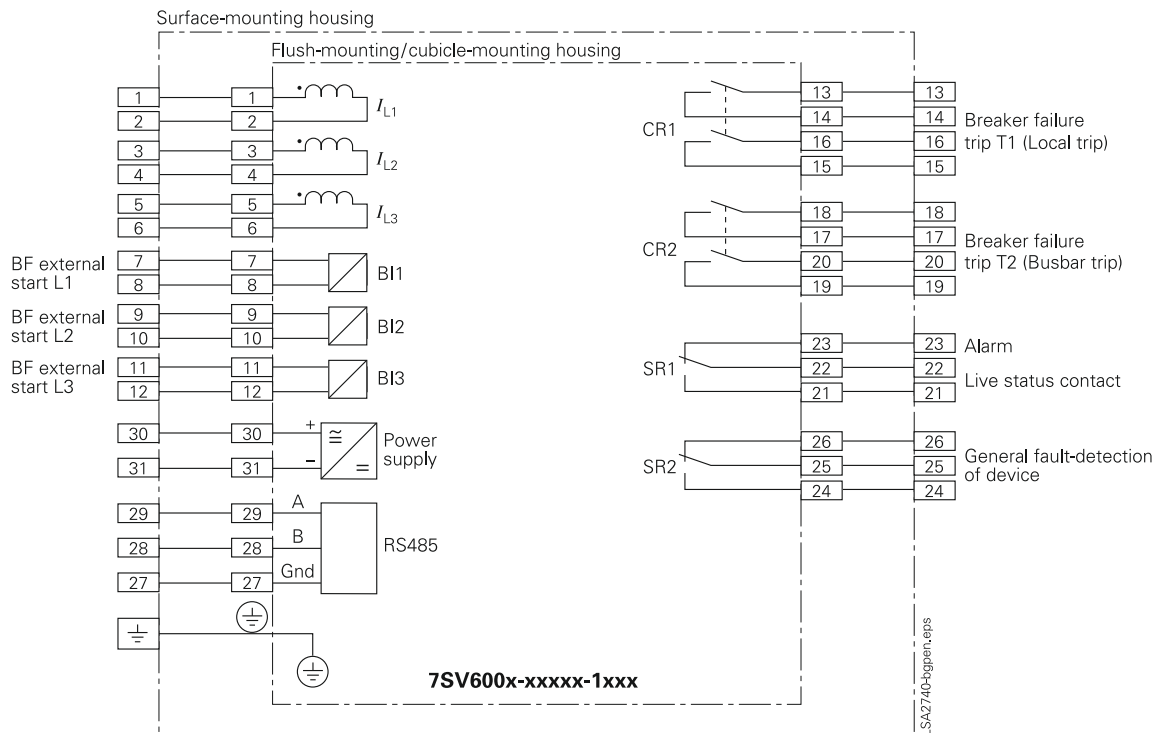 Surface-mounting housing
Flush-mounting/cubicle-mounting housing
1 1 I L1
2 2
3 3 I L2
4 4
5 5 I L3
6 6
BF external start L1
7 7 BI1
8 8
BF external start L2
9 9 BI2
10 10
BF external start L3
11 11 BI3
12 12
30 30 + ≅ Power supply
31 31 – =
29 29 A
28 28 B RS485
27 27 Gnd
CR1
13 13
14 14
16 16
15 15
Breaker failure
trip T1 (Local trip)
CR2
18 18
17 17
20 20
19 19
Breaker failure
trip T2 (Busbar trip)
SR1
23 23 Alarm
22 22
21 21
Live status contact
SR2
26 26
25 25
24 24
General fault-detection
of device
7SV600x-xxxxx-1xxx
LSA2740-bgpen.eps